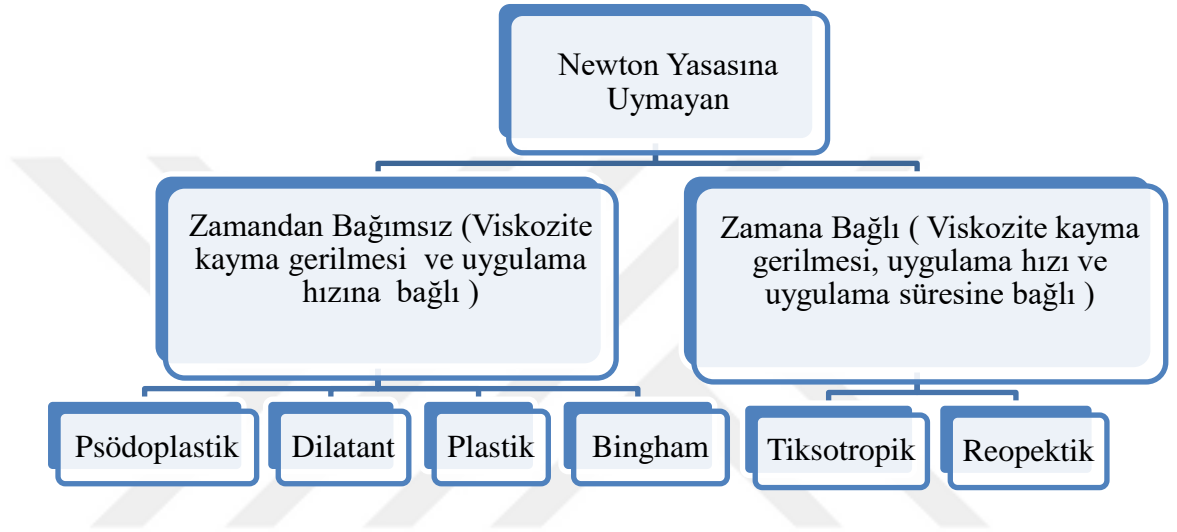 Newton Yasasına
Uymayan
Zamandan Bağımsız (Viskozite
kayma gerilmesi ve uygulama
hızına bağlı )
Zamana Bağlı ( Viskozite kayma
gerilmesi, uygulama hızı ve
uygulama süresine bağlı )
Psödoplastik
Dilatant
Plastik
Bingham
Tiksotropik
Reopektik